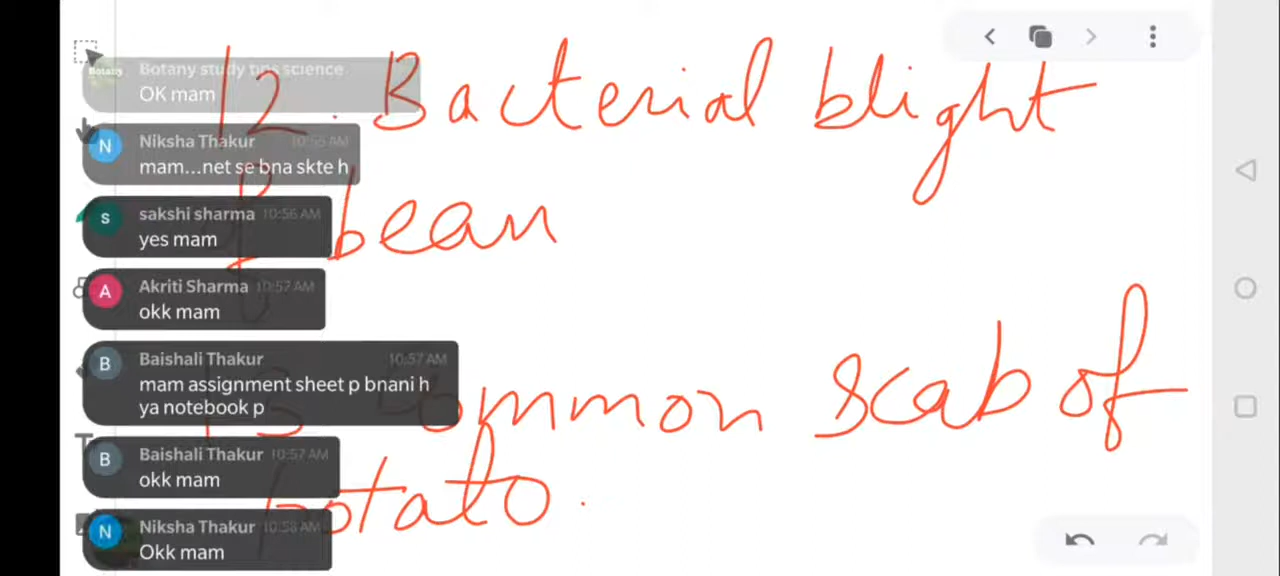 12. Bacterial blight
of bean
13 Common scab of
potato.
Botany study tips science
OK mam
Niksha Thakur 10:56 AM
mam...net se bna skte h
sakshi sharma 10:56 AM
yes mam
Akriti Sharma 10:57 AM
okk mam
Baishali Thakur 10:57 AM
mam assignment sheet p bnani h
ya notebook p
Baishali Thakur 10:57 AM
okk mam
Niksha Thakur 10:58 AM
Okk mam